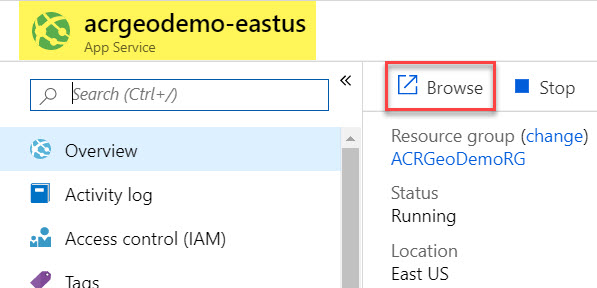 acrgeodemo-eastus
App Service
Search (Ctrl+/)
«
Overview
Activity log
Access control (IAM)
Tags
Browse
Stop
Resource group (change)
ACRGeoDemoRG
Status
Running
Location
East US